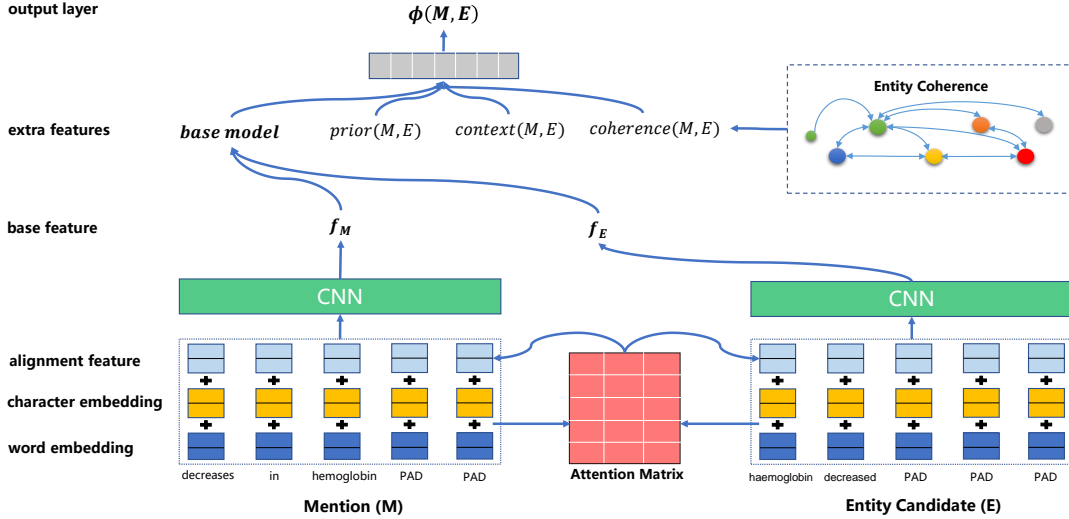 output layer
ϕ(M, E)
Entity Coherence
extra features
base model
prior(M, E)
context(M, E)
coherence(M, E)
base feature
f_M
f_E
CNN
CNN
alignment feature
character embedding
word embedding
decreases in hemoglobin PAD PAD
Attention Matrix
haemoglobin decreased PAD PAD PAD
Mention (M)
Entity Candidate (E)